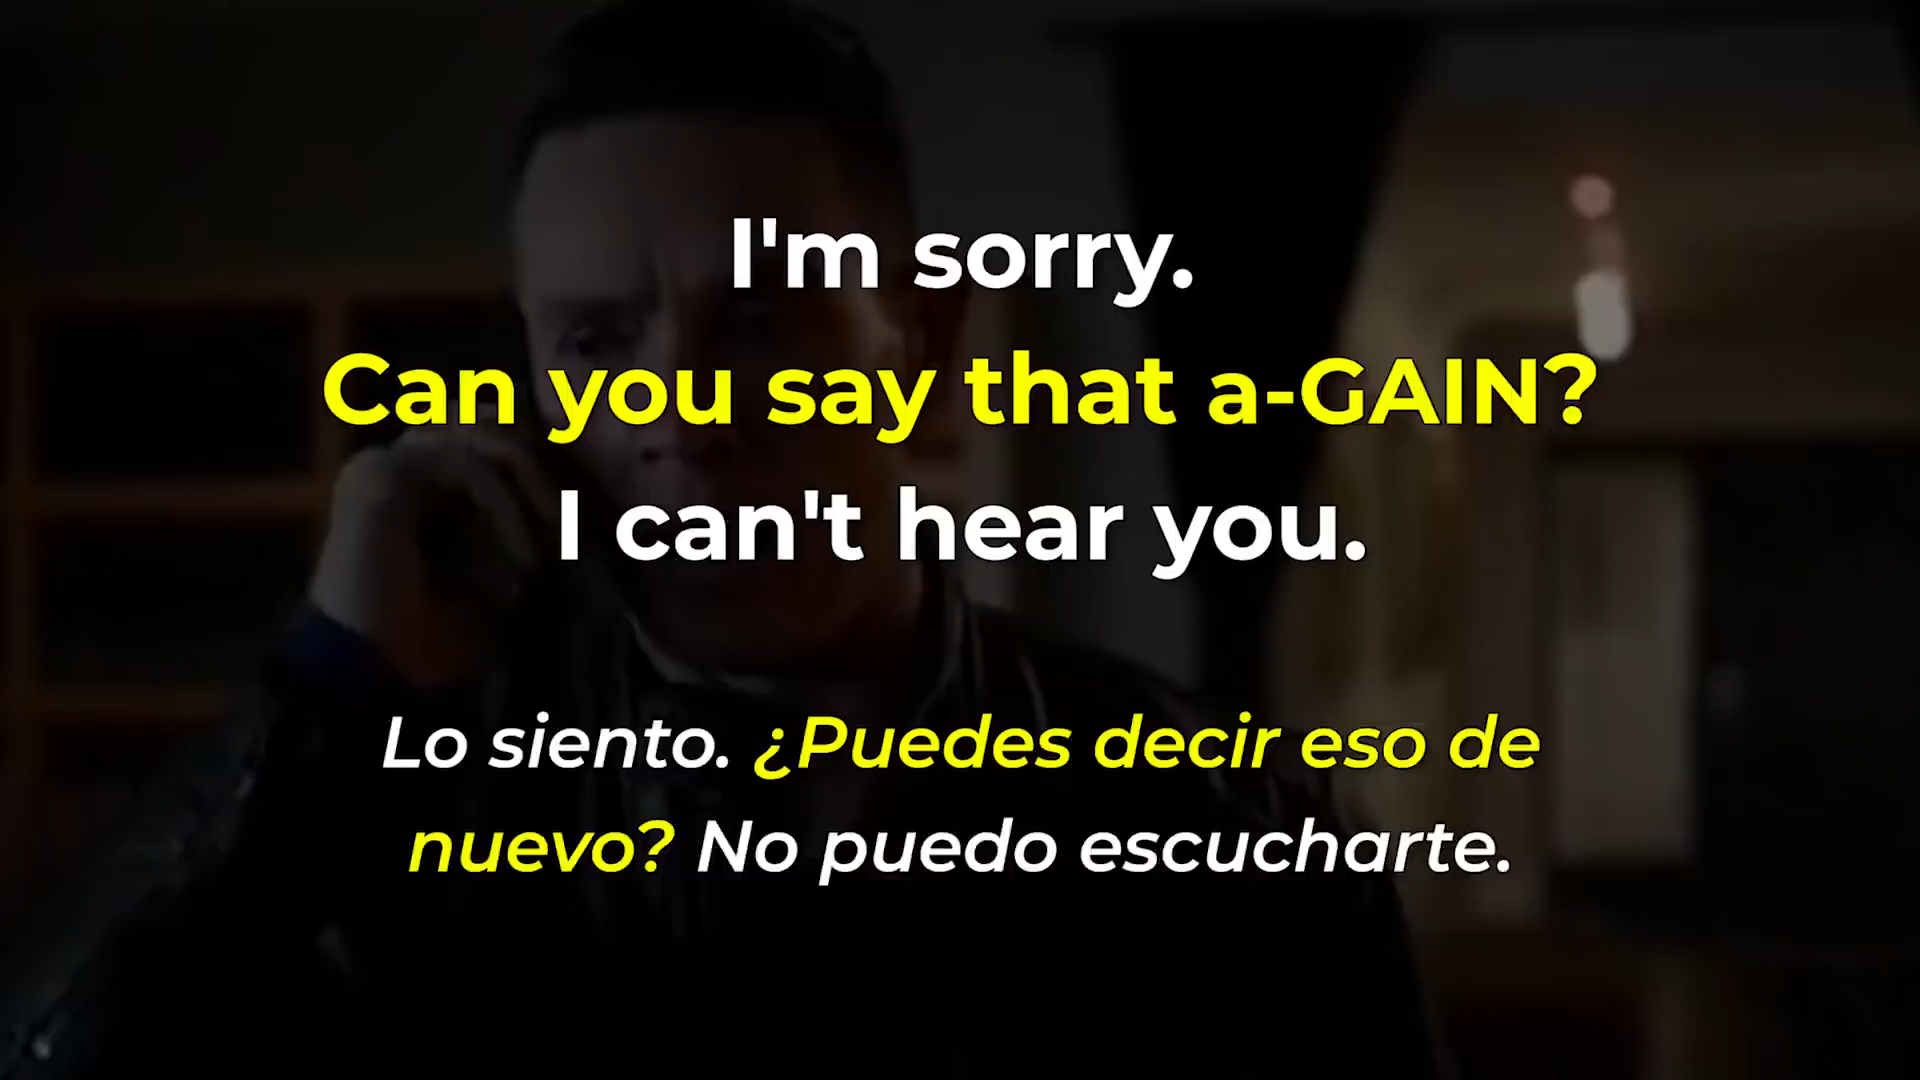 I'm sorry.
Can you say that a-GAIN?
I can't hear you.
Lo siento. ¿Puedes decir eso de
nuevo? No puedo escucharte.